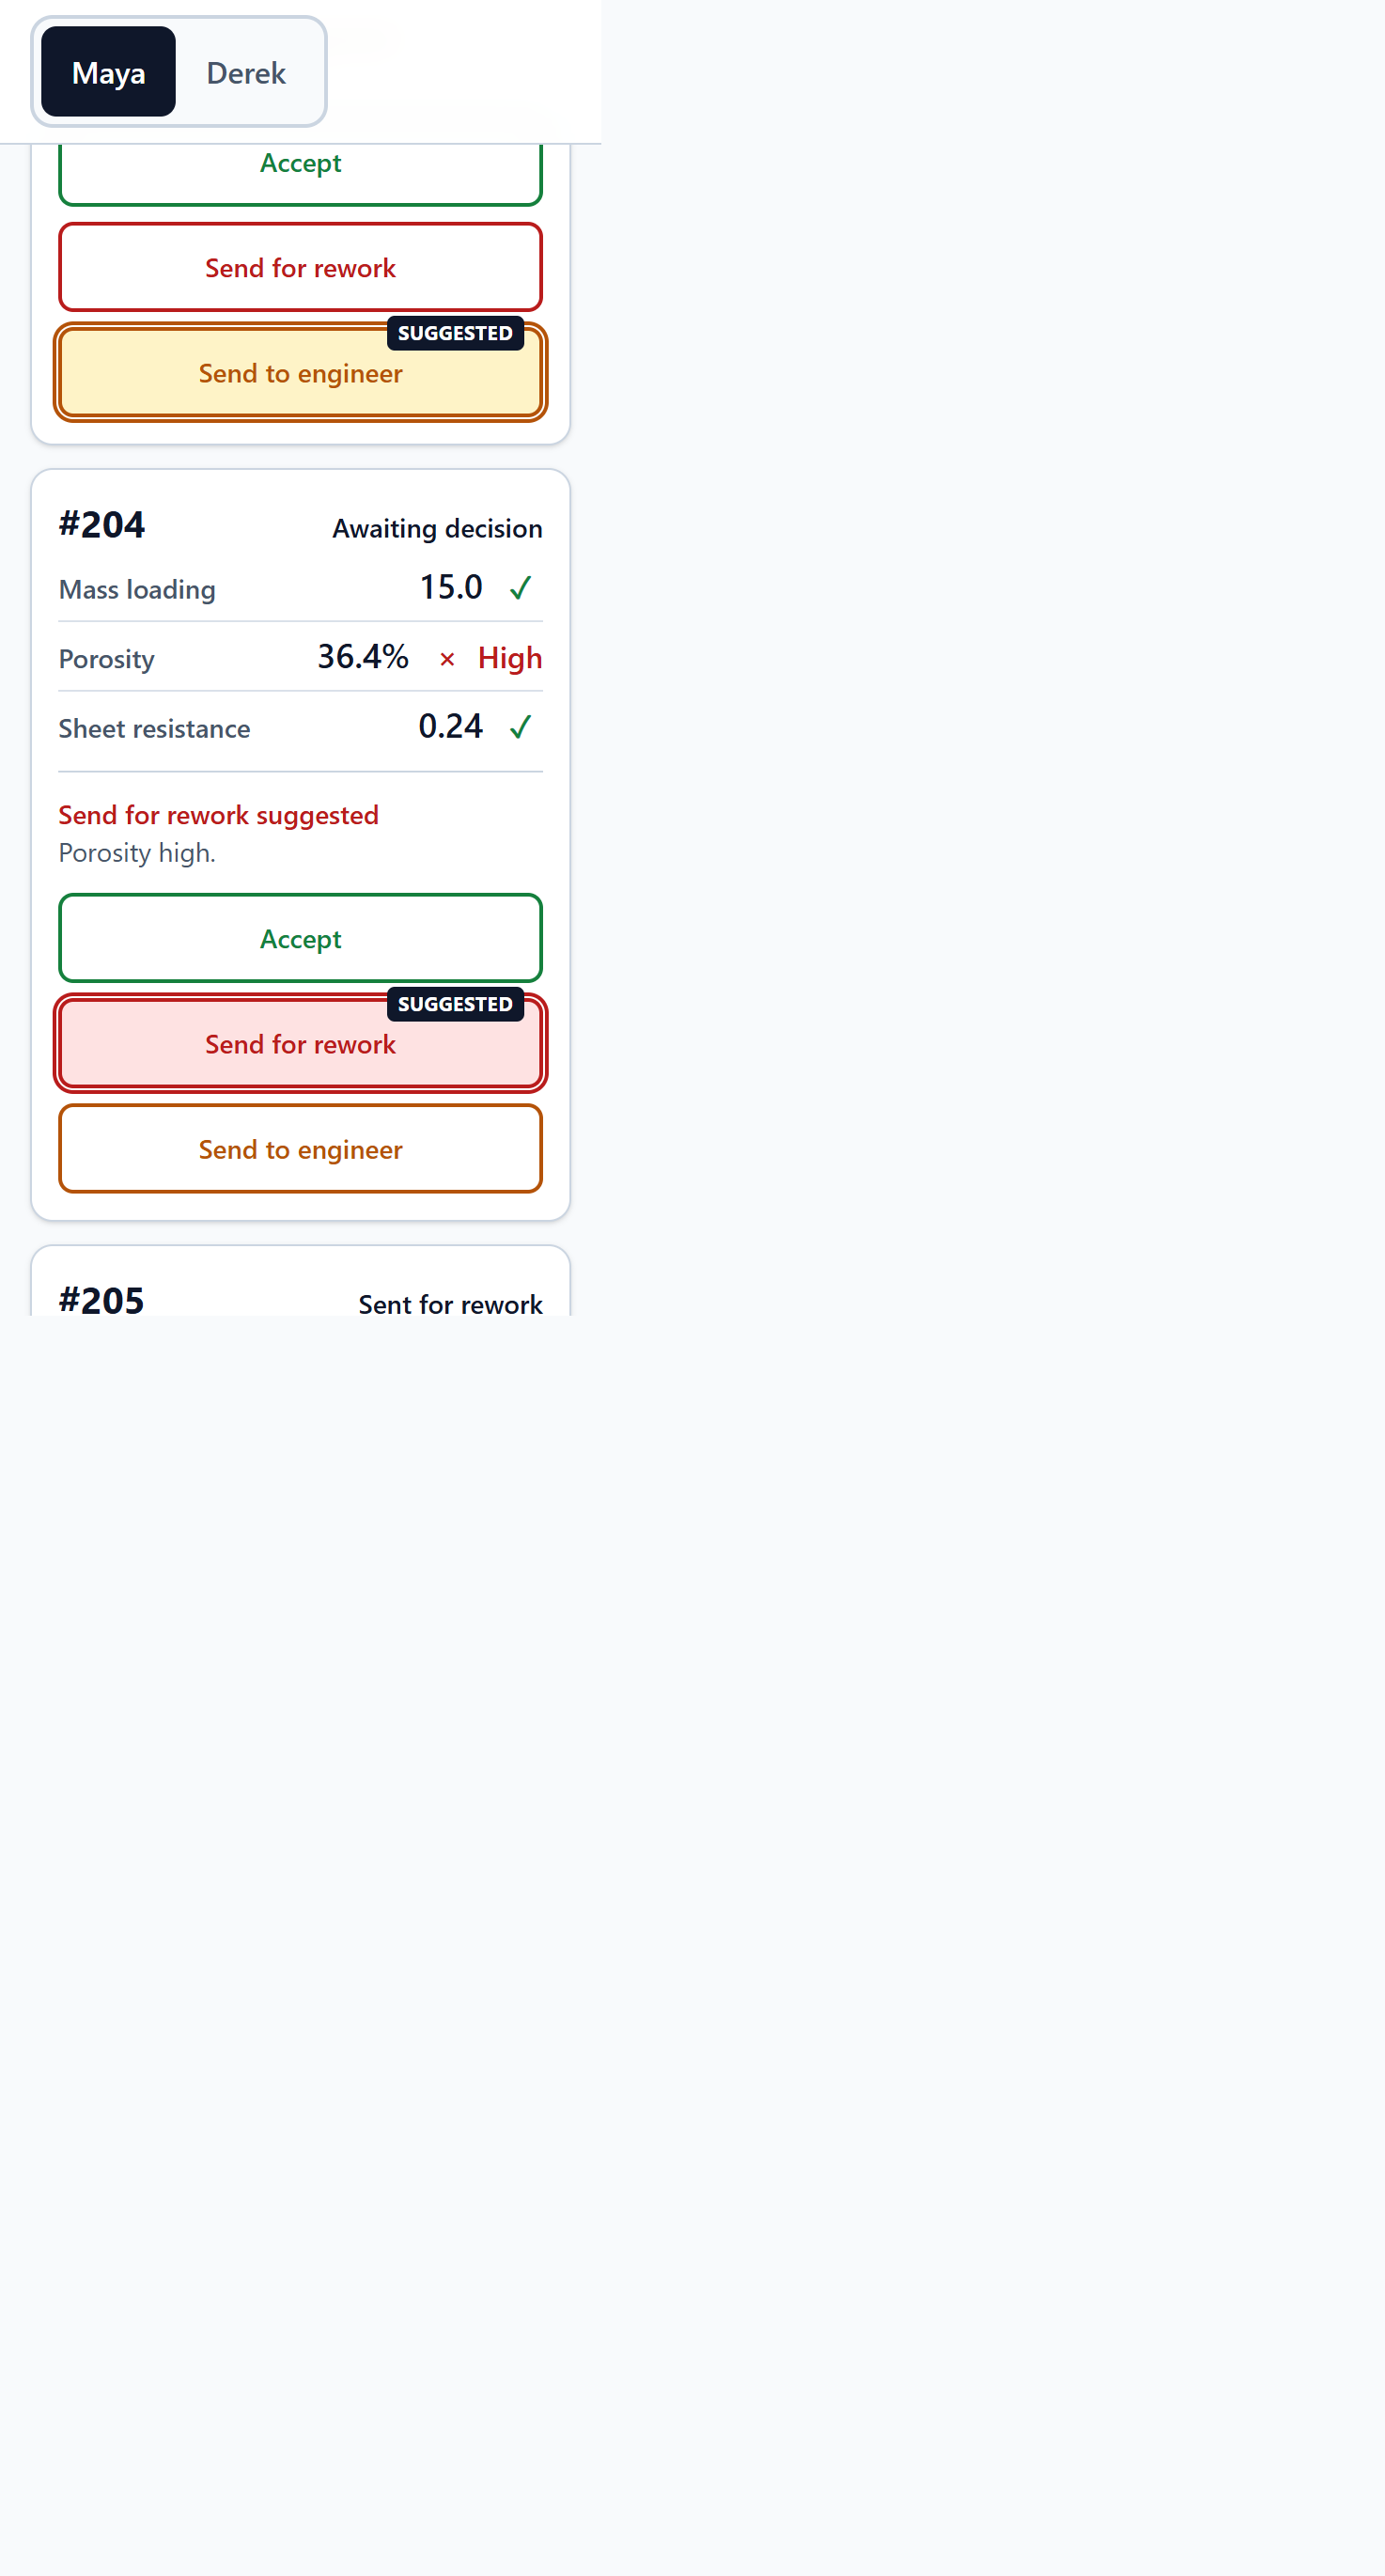 Maya Derek
Accept
Send for rework
SUGGESTED
Send to engineer
#204 Awaiting decision
Mass loading 15.0 ✓
Porosity 36.4% × High
Sheet resistance 0.24 ✓
Send for rework suggested
Porosity high.
Accept
SUGGESTED
Send for rework
Send to engineer
#205 Sent for rework